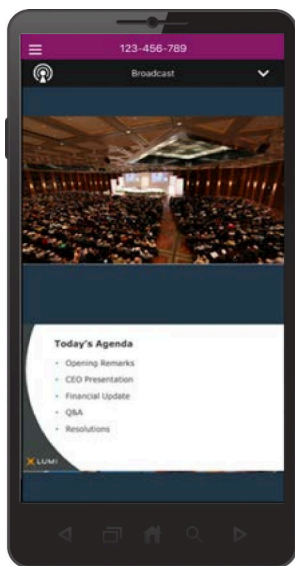 123-456-789
Broadcast
Today's Agenda
• Opening Remarks
• CEO Presentation
• Financial Update
• Q&A
• Resolutions
LUMI